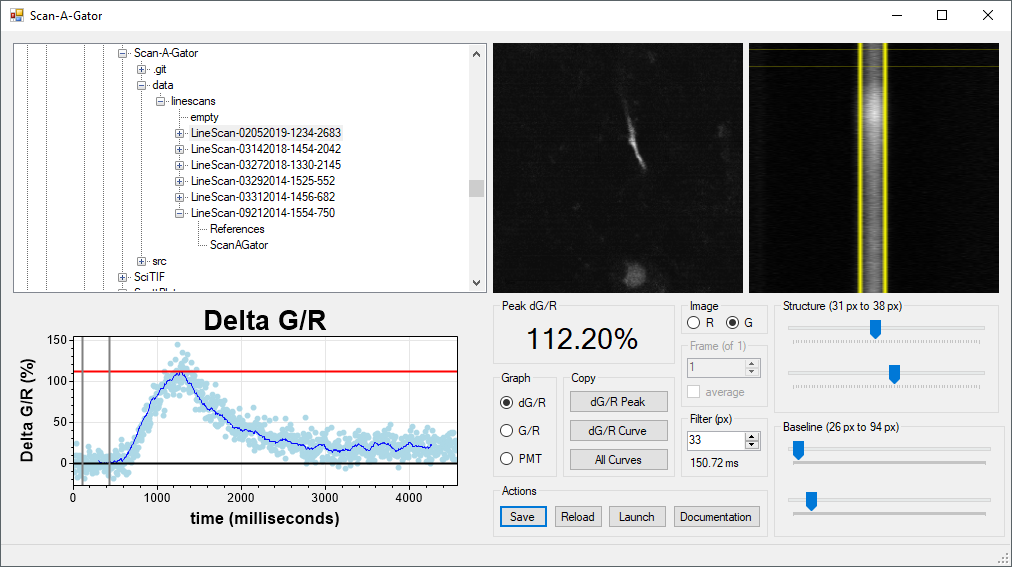 Scan-A-Gator
Scan-A-Gator
.git
data
linescans
empty
LineScan-02052019-1234-2683
LineScan-03142018-1454-2042
LineScan-03272018-1330-2145
LineScan-03292014-1525-552
LineScan-03312014-1456-682
LineScan-09212014-1554-750
References
ScanAGator
src
SciTIF
Delta G/R
Delta G/R (%)
150
100
50
0
0 1000 2000 3000 4000
time (milliseconds)
Peak dG/R
112.20%
Graph
dG/R
G/R
PMT
Copy
dG/R Peak
dG/R Curve
All Curves
Image
R G
Frame (of 1)
1
average
Filter (px)
33
150.72 ms
Actions
Save Reload Launch Documentation
Structure (31 px to 38 px)
Baseline (26 px to 94 px)